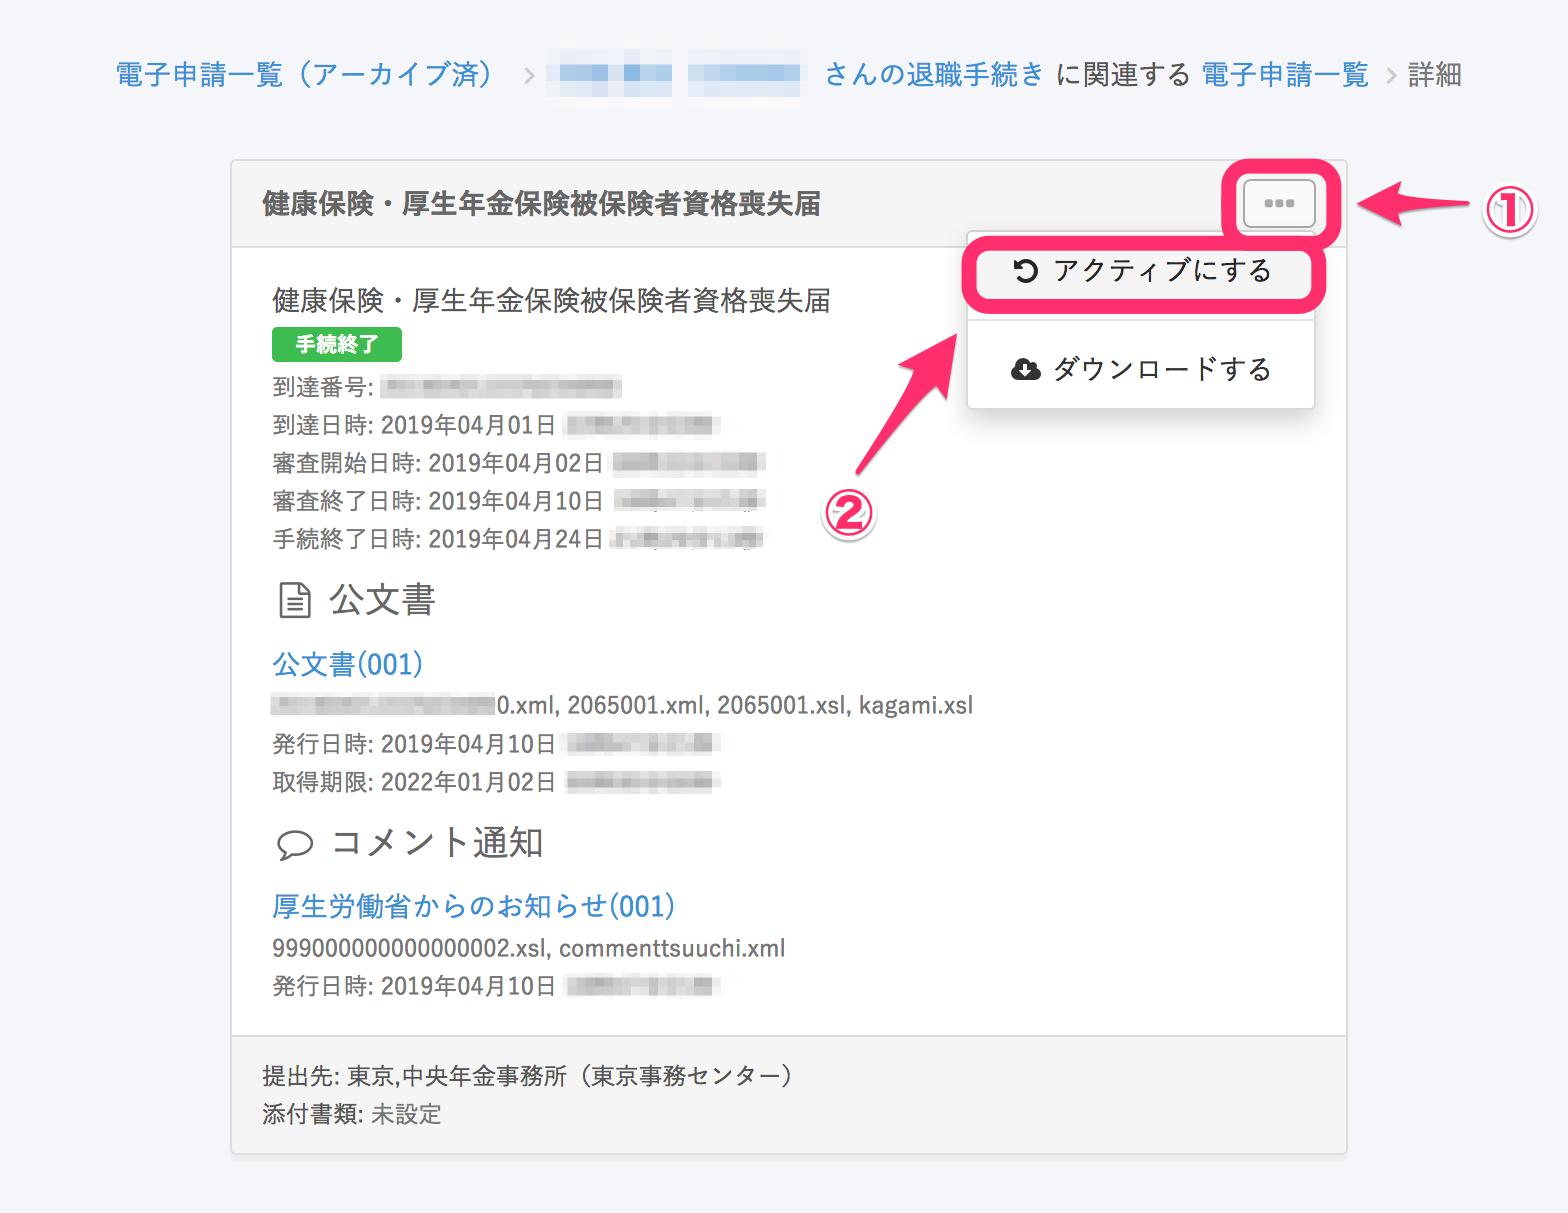 電子申請一覧（アーカイブ済） > さんの退職手続き に関連する 電子申請一覧 > 詳細
健康保険・厚生年金保険被保険者資格喪失届
①
アクティブにする
ダウンロードする
②
健康保険・厚生年金保険被保険者資格喪失届
手続終了
到達番号:
到達日時: 2019年04月01日
審査開始日時: 2019年04月02日
審査終了日時: 2019年04月10日
手続終了日時: 2019年04月24日
公文書
公文書(001)
0.xml, 2065001.xml, 2065001.xsl, kagami.xsl
発行日時: 2019年04月10日
取得期限: 2022年01月02日
コメント通知
厚生労働省からのお知らせ(001)
999000000000000002.xsl, commenttsuuchi.xml
発行日時: 2019年04月10日
提出先: 東京,中央年金事務所（東京事務センター）
添付書類: 未設定